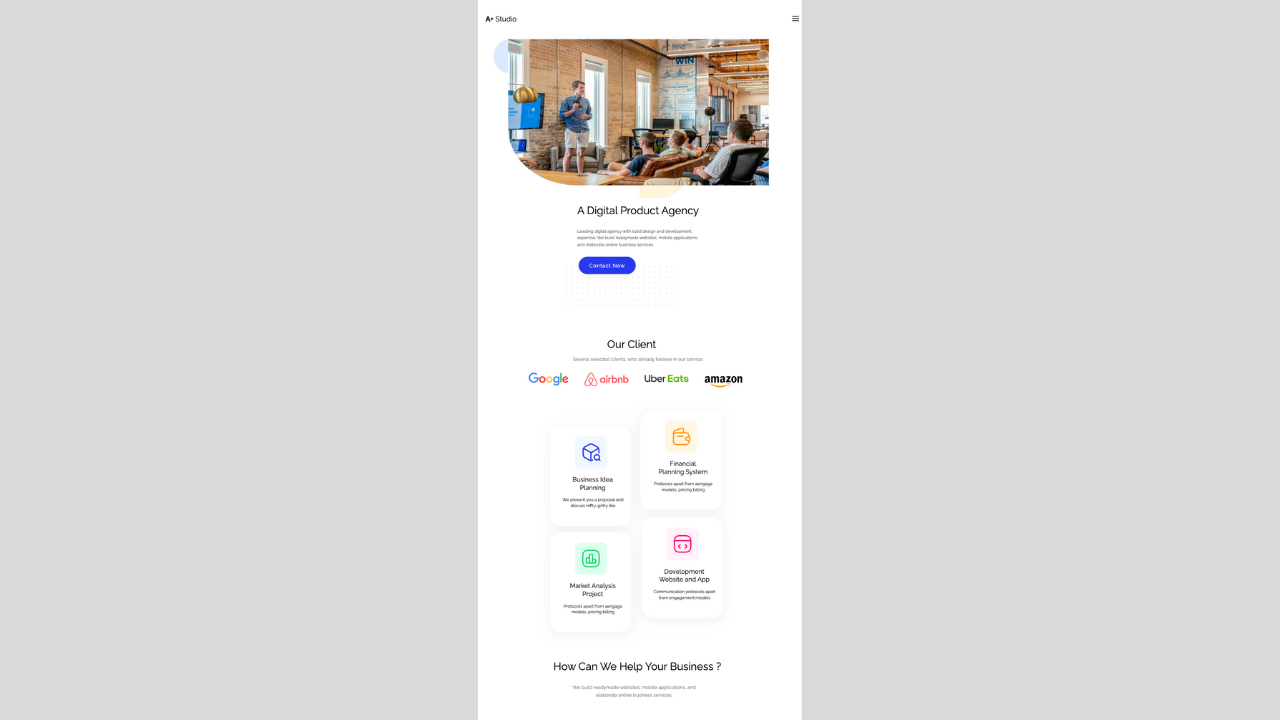 A• Studio
WIN
A Digital Product Agency
Leading digital agency with solid design and development
expertise. We build readymade websites, mobile applications,
and elaborate online business services.
Contact Now
Our Client
Several selected clients, who already believe in our service.
Google
airbnb
Uber Eats
amazon
Financial
Planning System
Protocols apart from aengage
models, pricing billing
Business Idea
Planning
We present you a proposal and
discuss niffty-gritty like
Development
Website and App
Communication protocols apart
from engagement models
Market Analysis
Project
Protocols apart from aengage
models, pricing billing
How Can We Help Your Business ?
We build readymade websites, mobile applications, and
elaborate online business services.